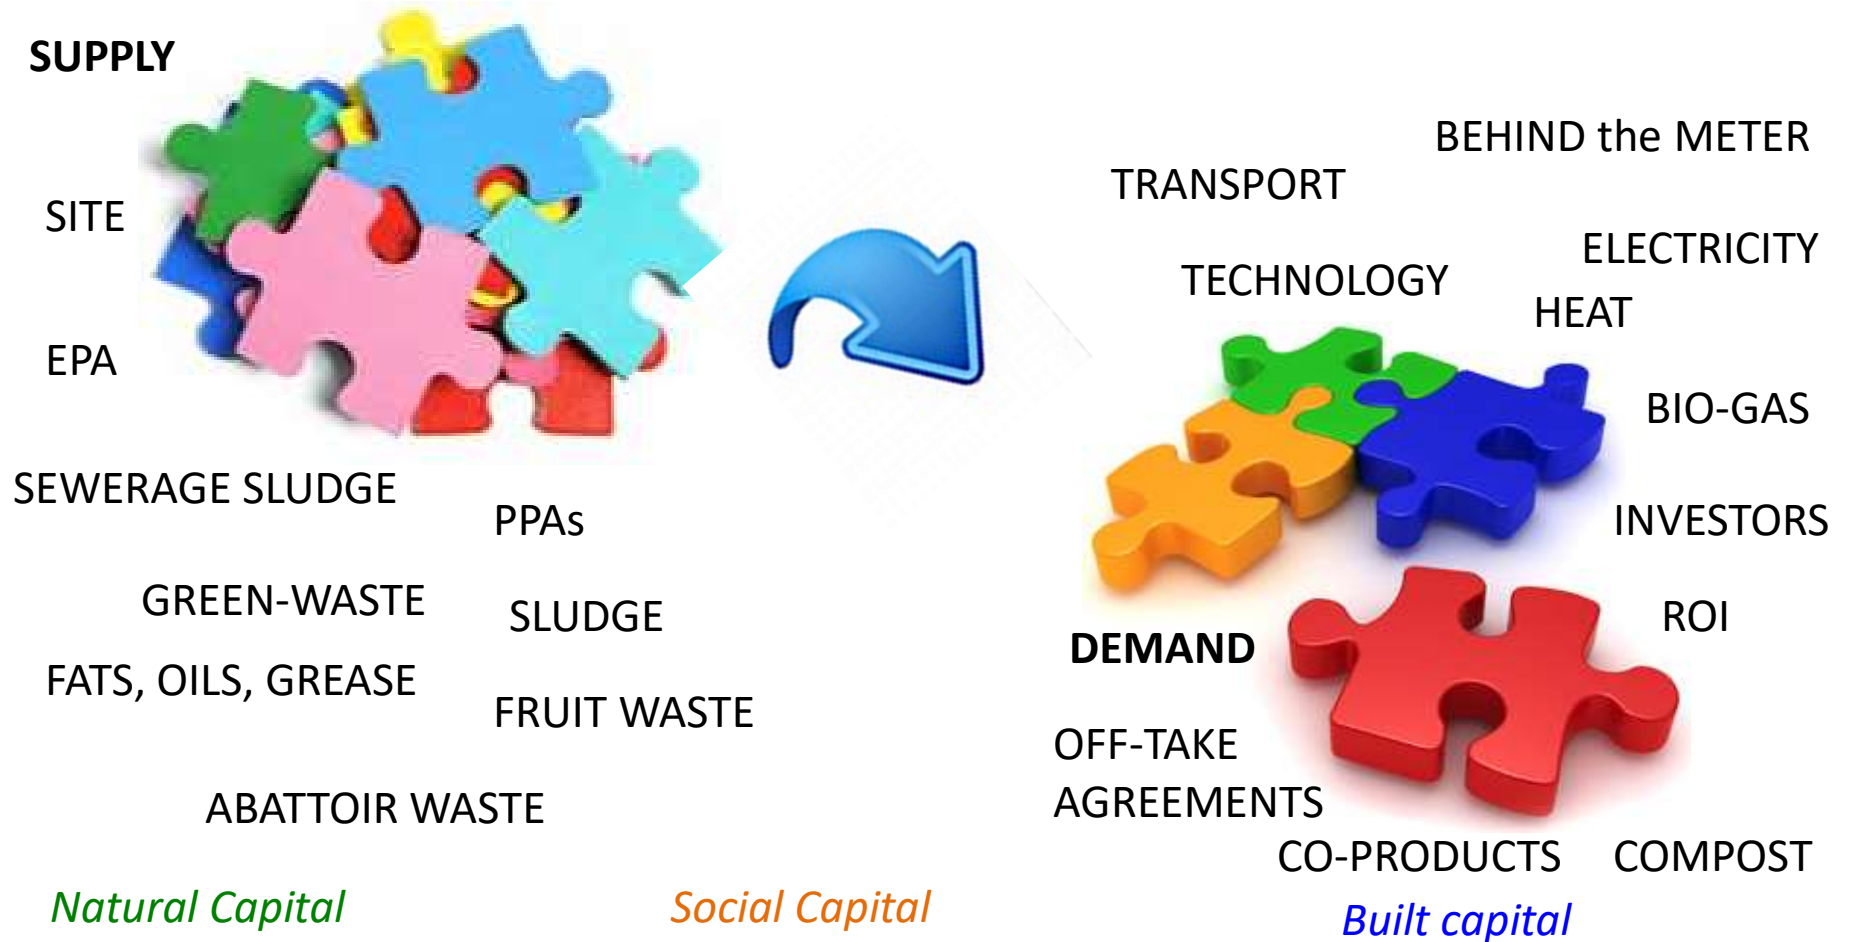 SUPPLY
SITE
EPA
SEWERAGE SLUDGE
PPAs
GREEN-WASTE
SLUDGE
FATS, OILS, GREASE
FRUIT WASTE
ABATTOIR WASTE
BEHIND the METER
TRANSPORT
ELECTRICITY
TECHNOLOGY
HEAT
BIO-GAS
INVESTORS
ROI
DEMAND
OFF-TAKE
AGREEMENTS
CO-PRODUCTS
COMPOST
Natural Capital
Social Capital
Built capital